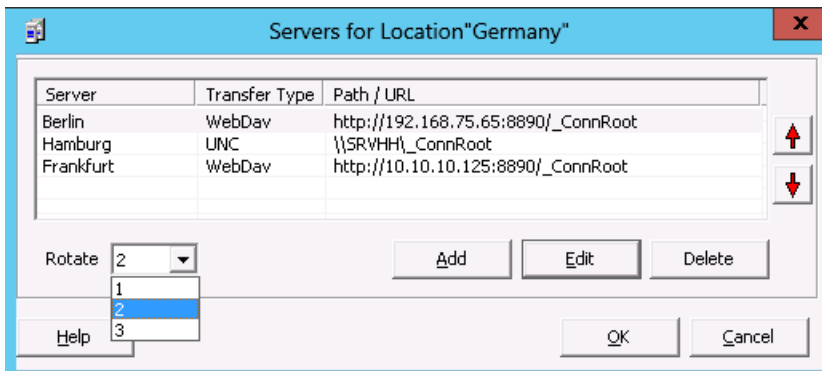 Servers for Location"Germany"
x
Server Transfer Type Path / URL
Berlin WebDav http://192.168.75.65:8890/_ConnRoot
Hamburg UNC \\SRVHH\_ConnRoot
Frankfurt WebDav http://10.10.10.125:8890/_ConnRoot
Rotate 2 Add Edit Delete
1
2
3
Help OK Cancel